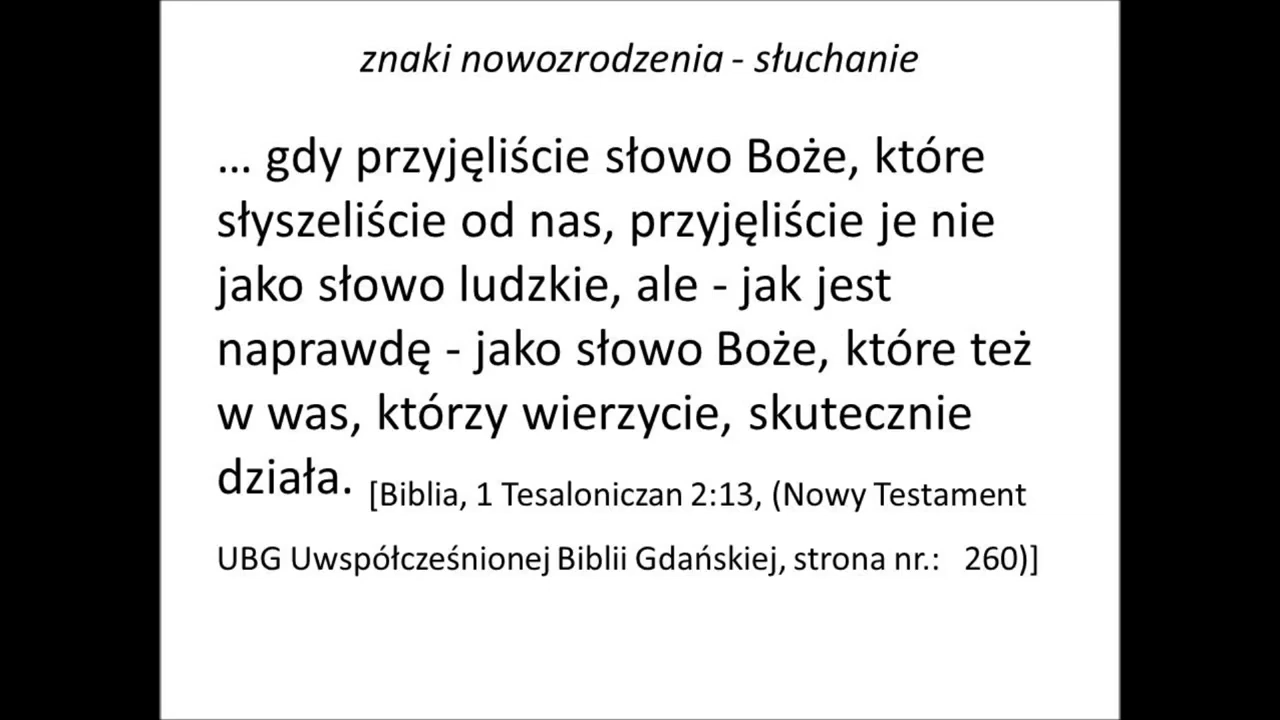 znaki nowozrodzenia - słuchanie
... gdy przyjęliście słowo Boże, które
słyszeliście od nas, przyjęliście je nie
jako słowo ludzkie, ale - jak jest
naprawdę - jako słowo Boże, które też
w was, którzy wierzycie, skutecznie
działa. [Biblia, 1 Tesaloniczan 2:13, (Nowy Testament
UBG Uwspółcześnionej Biblii Gdańskiej, strona nr.: 260)]